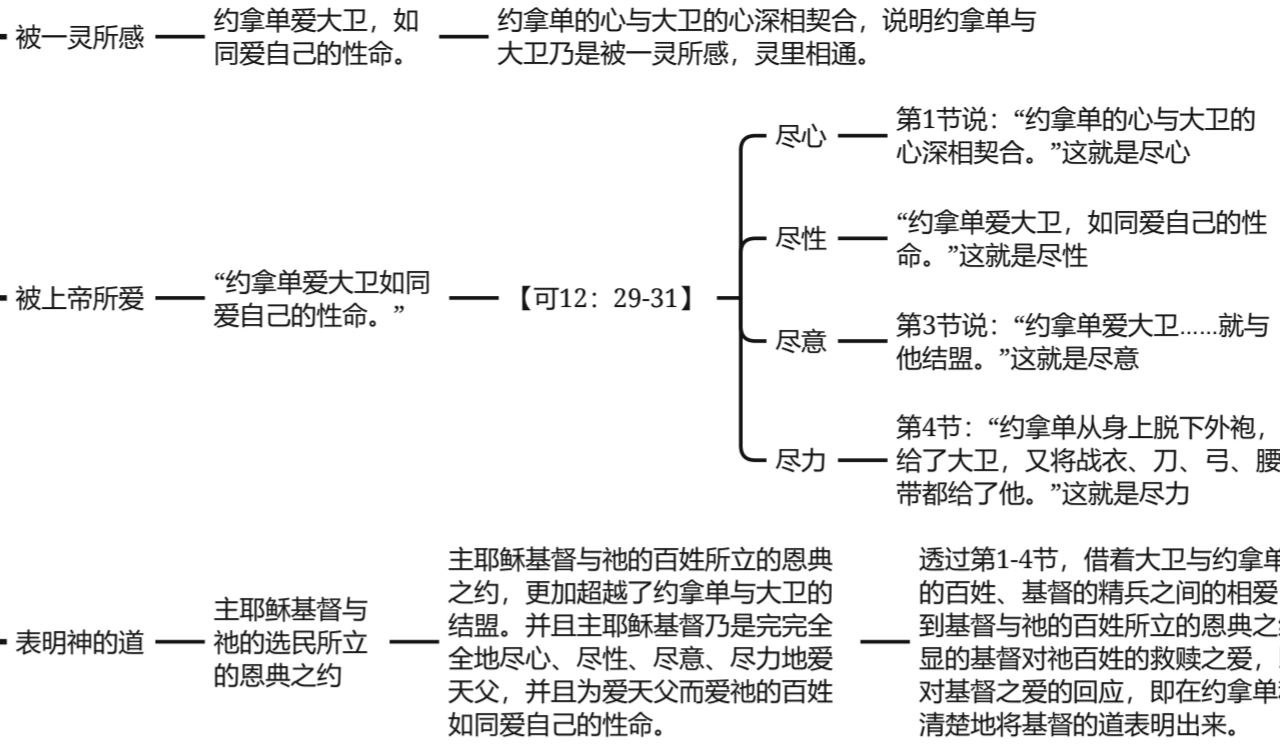 被一灵所感
约拿单爱大卫，如
同爱自己的性命。
约拿单的心与大卫的心深相契合，说明约拿单与
大卫乃是被一灵所感，灵里相通。
被上帝所爱
“约拿单爱大卫如同
爱自己的性命。”
【可12：29-31】
尽心
第1节说：“约拿单的心与大卫的
心深相契合。”这就是尽心
尽性
“约拿单爱大卫，如同爱自己的性
命。”这就是尽性
尽意
第3节说：“约拿单爱大卫……就与
他结盟。”这就是尽意
尽力
第4节：“约拿单从身上脱下外袍，
给了大卫，又将战衣、刀、弓、腰
带都给了他。”这就是尽力
表明神的道
主耶稣基督与
祂的选民所立
的恩典之约
主耶稣基督与祂的百姓所立的恩典
之约，更加超越了约拿单与大卫的
结盟。并且主耶稣基督乃是完完全
全地尽心、尽性、尽意、尽力地爱
天父，并且为爱天父而爱祂的百姓
如同爱自己的性命。
透过第1-4节，借着大卫与约拿单
的百姓、基督的精兵之间的相爱
到基督与祂的百姓所立的恩典之
显的基督对祂百姓的救赎之爱，
对基督之爱的回应，即在约拿单
清楚地将基督的道表明出来。